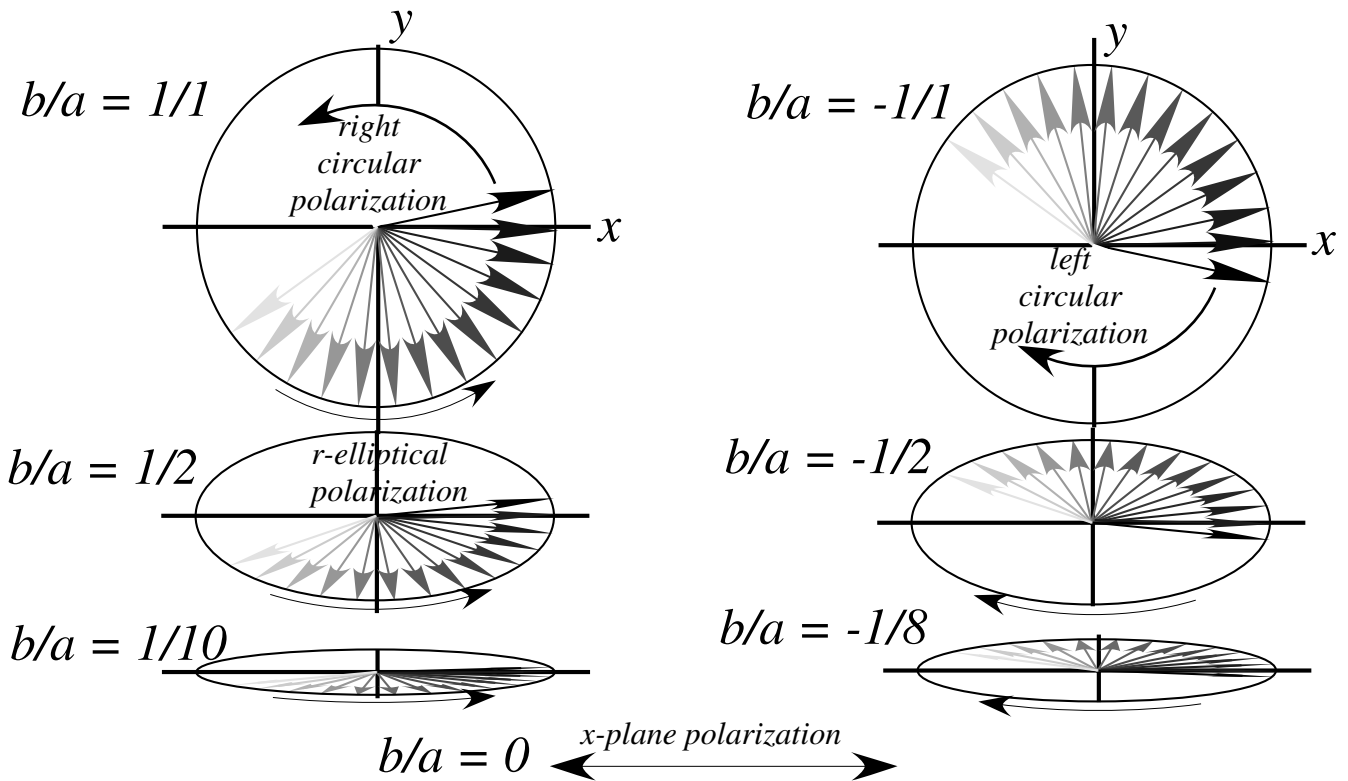 y
b/a = 1/1
right
circular
polarization
x
b/a = 1/2
r-elliptical
polarization
b/a = 1/10
y
b/a = -1/1
x
left
circular
polarization
b/a = -1/2
b/a = -1/8
x-plane polarization
b/a = 0